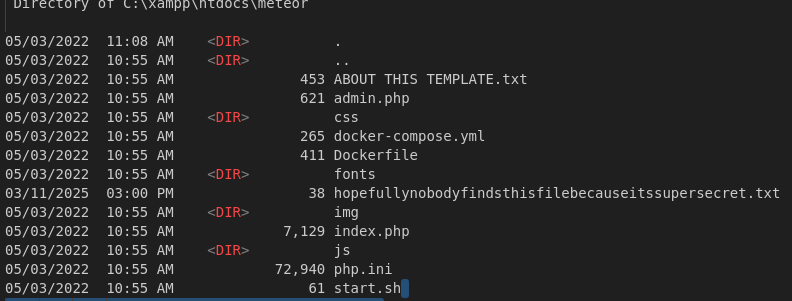 Directory of C:\xampp\htdocs\meteor
05/03/2022  11:08 AM    <DIR>          .
05/03/2022  10:55 AM    <DIR>          ..
05/03/2022  10:55 AM               453 ABOUT THIS TEMPLATE.txt
05/03/2022  10:55 AM               621 admin.php
05/03/2022  10:55 AM    <DIR>          css
05/03/2022  10:55 AM               265 docker-compose.yml
05/03/2022  10:55 AM               411 Dockerfile
05/03/2022  10:55 AM    <DIR>          fonts
03/11/2025  03:00 PM                38 hopefullynobodyfindsthisfilebecauseitssupersecret.txt
05/03/2022  10:55 AM    <DIR>          img
05/03/2022  10:55 AM             7,129 index.php
05/03/2022  10:55 AM    <DIR>          js
05/03/2022  10:55 AM            72,940 php.ini
05/03/2022  10:55 AM                61 start.sh